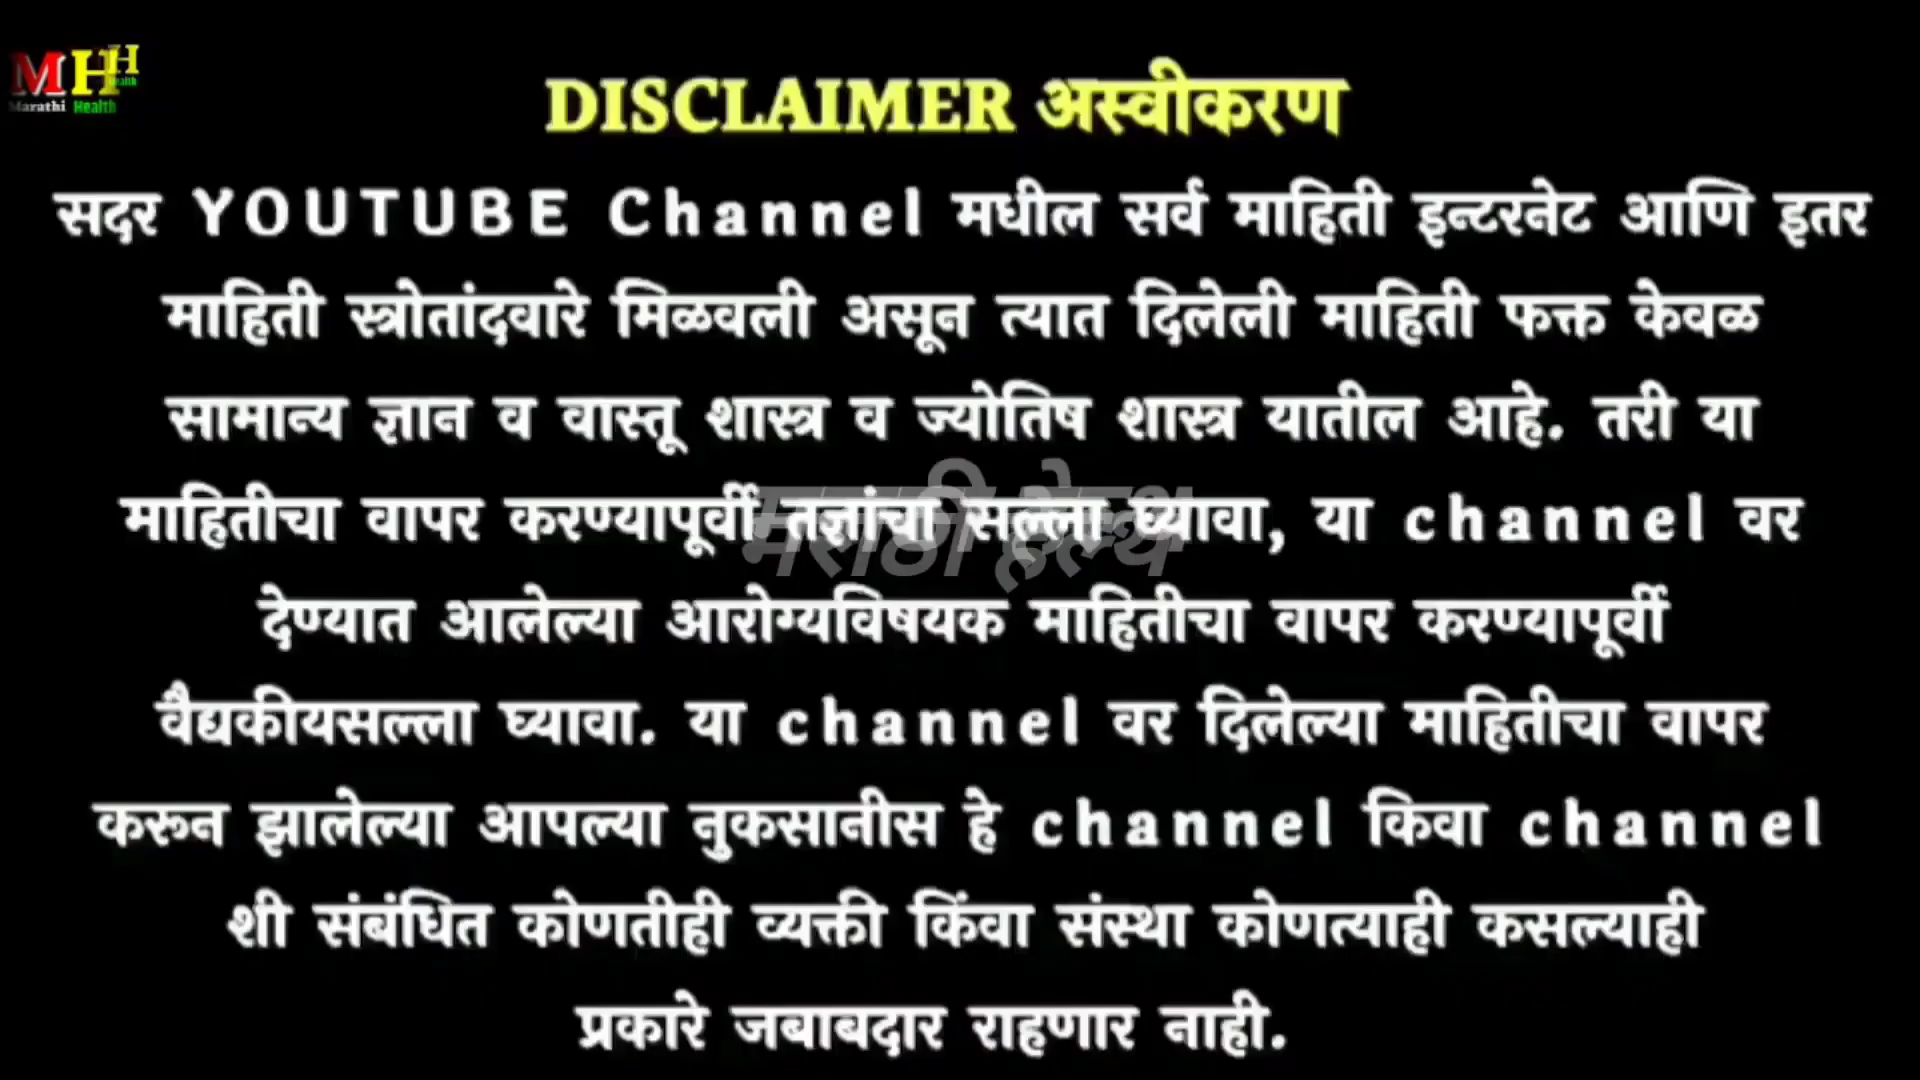 MHH
Marathi Health
DISCLAIMER अस्वीकरण
सदर YOUTUBE Channel मधील सर्व माहिती इन्टरनेट आणि इतर
माहिती स्त्रोतांदवारे मिळवली असून त्यात दिलेली माहिती फक्त केवळ
सामान्य ज्ञान व वास्तू शास्त्र व ज्योतिष शास्त्र यातील आहे. तरी या
माहितीचा वापर करण्यापूर्वी तज्ञांचा सल्ला घ्यावा, या channel वर
मराठी हेल्थ
देण्यात आलेल्या आरोग्यविषयक माहितीचा वापर करण्यापूर्वी
वैद्यकीयसल्ला घ्यावा. या channel वर दिलेल्या माहितीचा वापर
करून झालेल्या आपल्या नुकसानीस हे channel किवा channel
शी संबंधित कोणतीही व्यक्ती किंवा संस्था कोणत्याही कसल्याही
प्रकारे जबाबदार राहणार नाही.